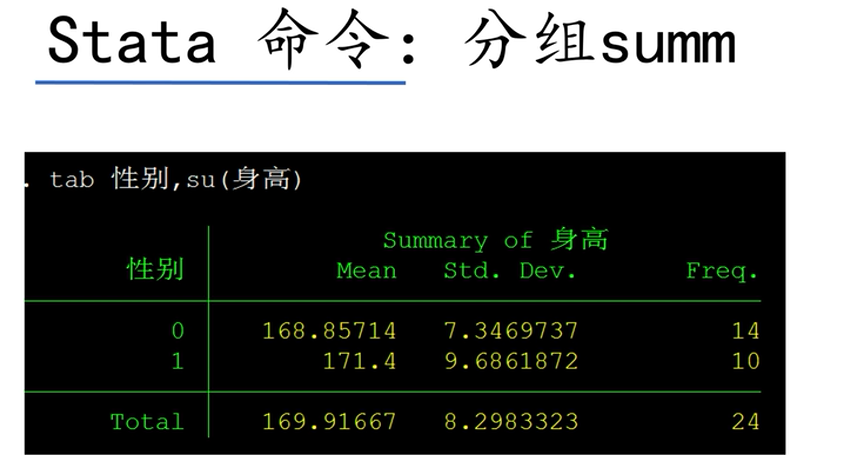 Stata 命令：分组summ
. tab 性别,su(身高)
Summary of 身高
性别 Mean Std. Dev. Freq.
0 168.85714 7.3469737 14
1 171.4 9.6861872 10
Total 169.91667 8.2983323 24